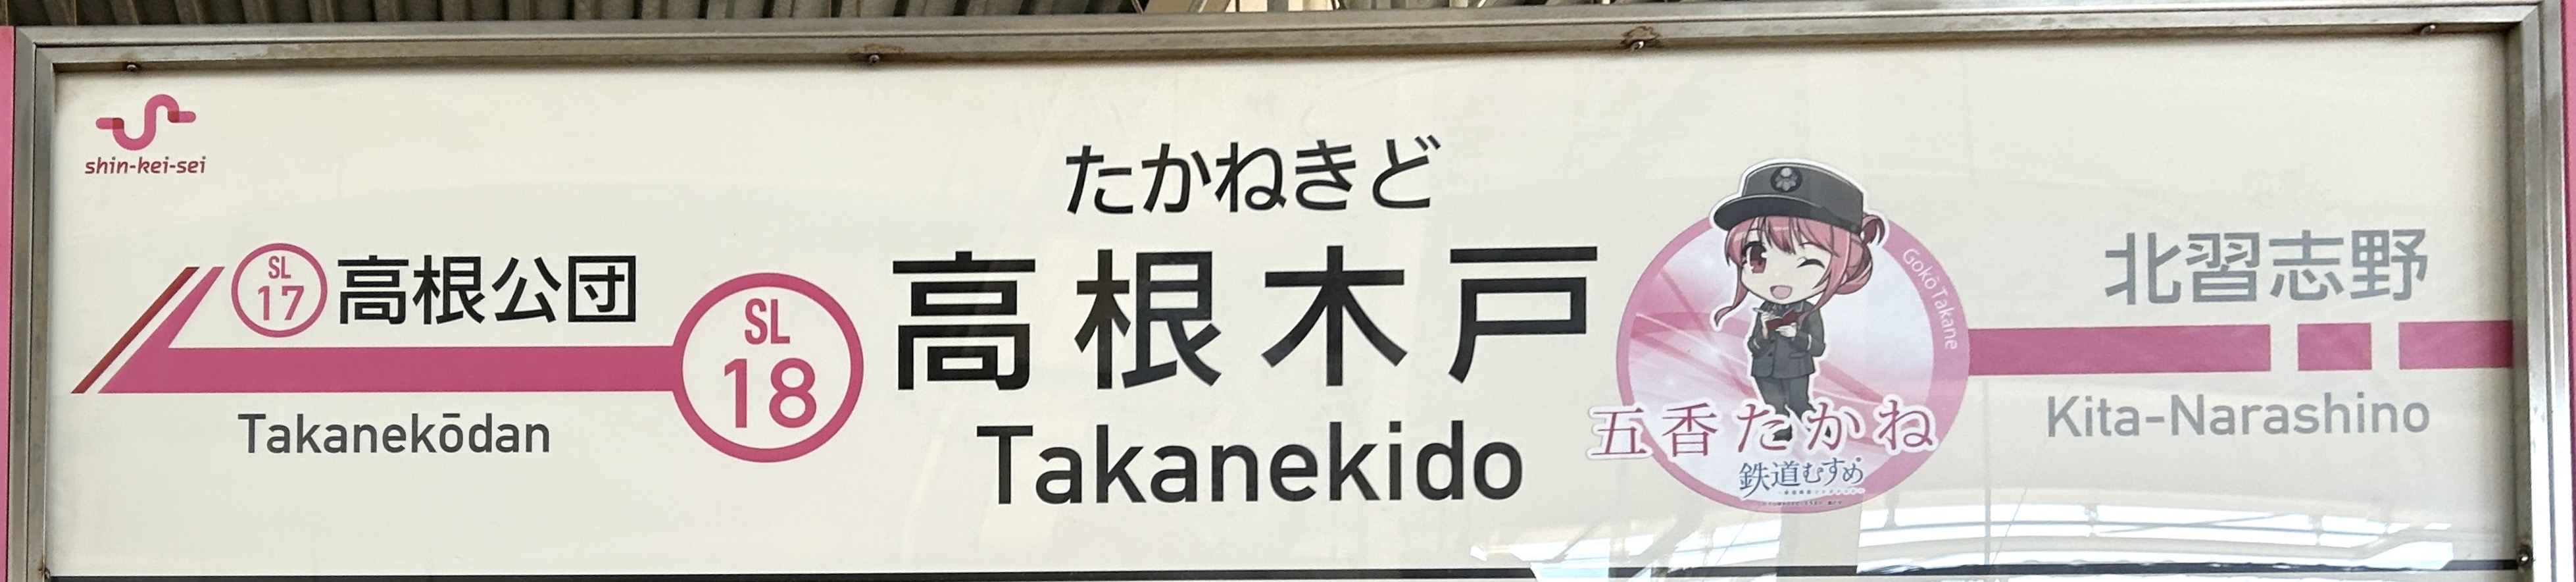 shin-kei-sei
SL
17
高根公団
Takanekōdan
SL
18
たかねきど
高根木戸
Takanekido
Gokō Takane
五香たかね
鉄道むすめ
北習志野
Kita-Narashino